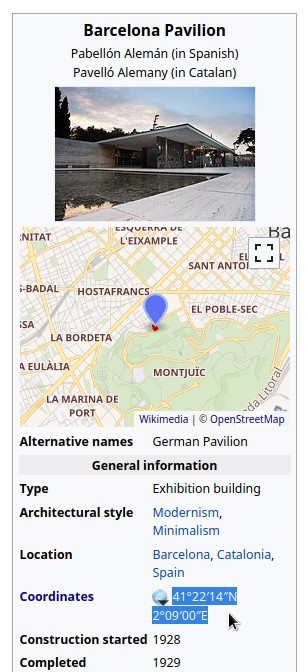 Barcelona Pavilion
Pabellón Alemán (in Spanish)
Pavelló Alemany (in Catalan)
Ba
ESQUERRA DE
L'EIXAMPLE
NITAT
SANT ANTO
S-BADAL
HOSTAFRANCS
EL POBLE-SEC
SSA
LA BORDETA
A EULÀLIA
MONTJUÏC
LA MARINA DE
PORT
da Litoral
Wikimedia | © OpenStreetMap
Alternative names German Pavilion
General information
Type Exhibition building
Architectural style Modernism,
Minimalism
Location Barcelona, Catalonia,
Spain
Coordinates 41°22′14″N
2°09′00″E
Construction started 1928
Completed 1929